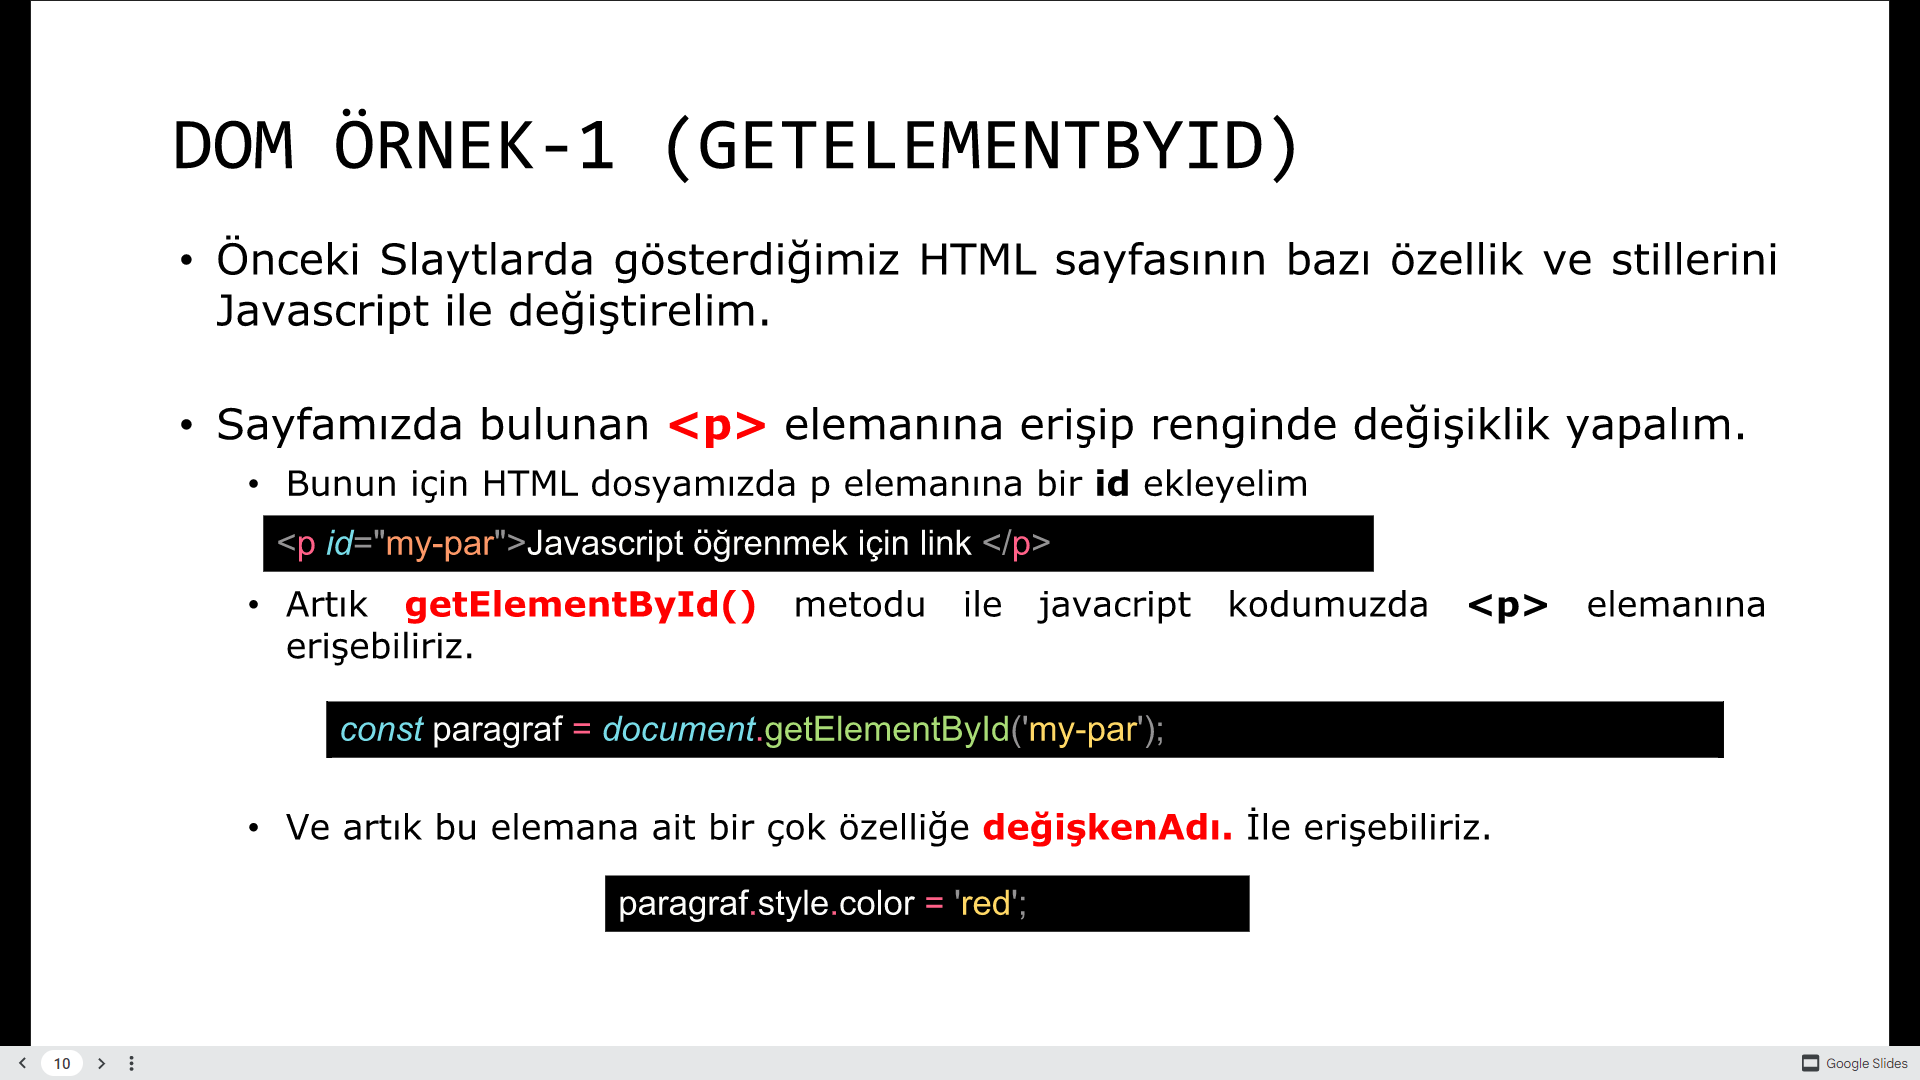 DOM ÖRNEK-1 (GETELEMENTBYID)
• Önceki Slaytlarda gösterdiğimiz HTML sayfasının bazı özellik ve stillerini
Javascript ile değiştirelim.
• Sayfamızda bulunan <p> elemanına erişip renginde değişiklik yapalım.
• Bunun için HTML dosyamızda p elemanına bir id ekleyelim
<p id="my-par">Javascript öğrenmek için link </p>
• Artık getElementById() metodu ile javacript kodumuzda <p> elemanına
erişebiliriz.
const paragraf = document.getElementById('my-par');
• Ve artık bu elemana ait bir çok özelliğe değişkenAdı. İle erişebiliriz.
paragraf.style.color = 'red';
10
Google Slides